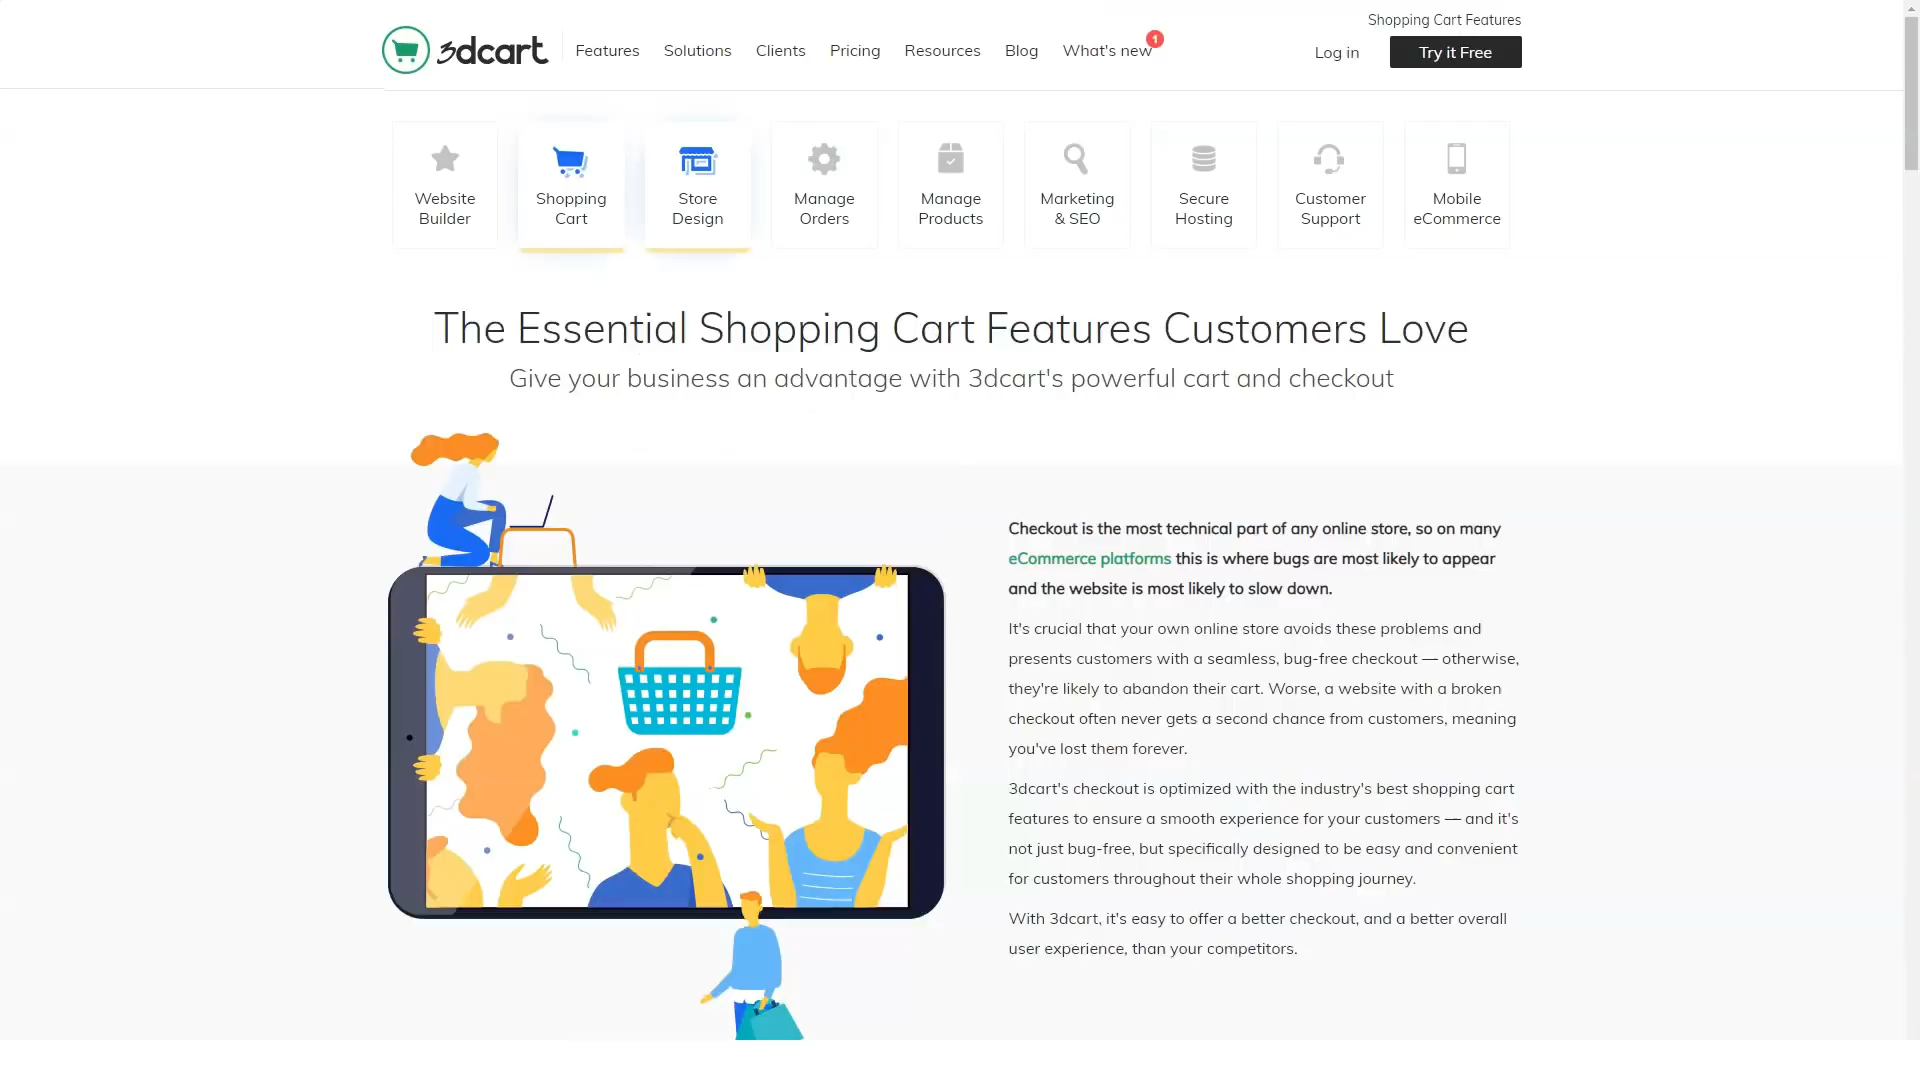 Shopping Cart Features
3dcart
Features Solutions Clients Pricing Resources Blog What's new 1
Log in Try it Free
Website Builder
Shopping Cart
Store Design
Manage Orders
Manage Products
Marketing & SEO
Secure Hosting
Customer Support
Mobile eCommerce
The Essential Shopping Cart Features Customers Love
Give your business an advantage with 3dcart's powerful cart and checkout
Checkout is the most technical part of any online store, so on many
eCommerce platforms this is where bugs are most likely to appear
and the website is most likely to slow down.
It's crucial that your own online store avoids these problems and
presents customers with a seamless, bug-free checkout — otherwise,
they're likely to abandon their cart. Worse, a website with a broken
checkout often never gets a second chance from customers, meaning
you've lost them forever.
3dcart's checkout is optimized with the industry's best shopping cart
features to ensure a smooth experience for your customers — and it's
not just bug-free, but specifically designed to be easy and convenient
for customers throughout their whole shopping journey.
With 3dcart, it's easy to offer a better checkout, and a better overall
user experience, than your competitors.